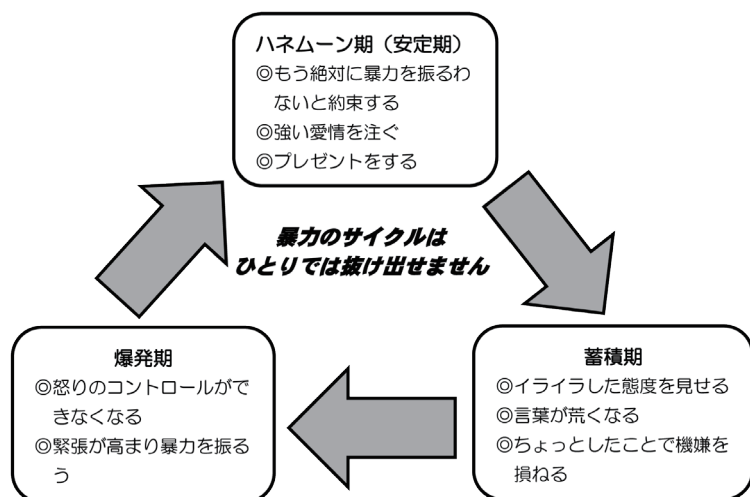 ハネムーン期（安定期）
◎もう絶対に暴力を振るわ
ないと約束する
◎強い愛情を注ぐ
◎プレゼントをする
暴力のサイクルは
ひとりでは抜け出せません
爆発期
◎怒りのコントロールがで
きなくなる
◎緊張が高まり暴力を振る
う
蓄積期
◎イライラした態度を見せる
◎言葉が荒くなる
◎ちょっとしたことで機嫌を
損ねる